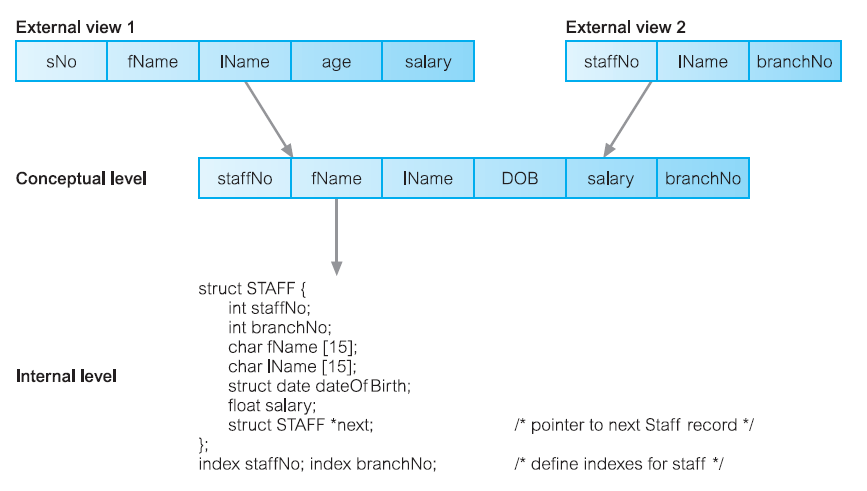 External view 1 External view 2
sNo fName lName age salary staffNo lName branchNo
Conceptual level staffNo fName lName DOB salary branchNo
struct STAFF {
int staffNo;
int branchNo;
char fName [15];
char lName [15];
Internal level
struct date dateOfBirth;
float salary;
struct STAFF *next; /* pointer to next Staff record */
};
index staffNo; index branchNo; /* define indexes for staff */